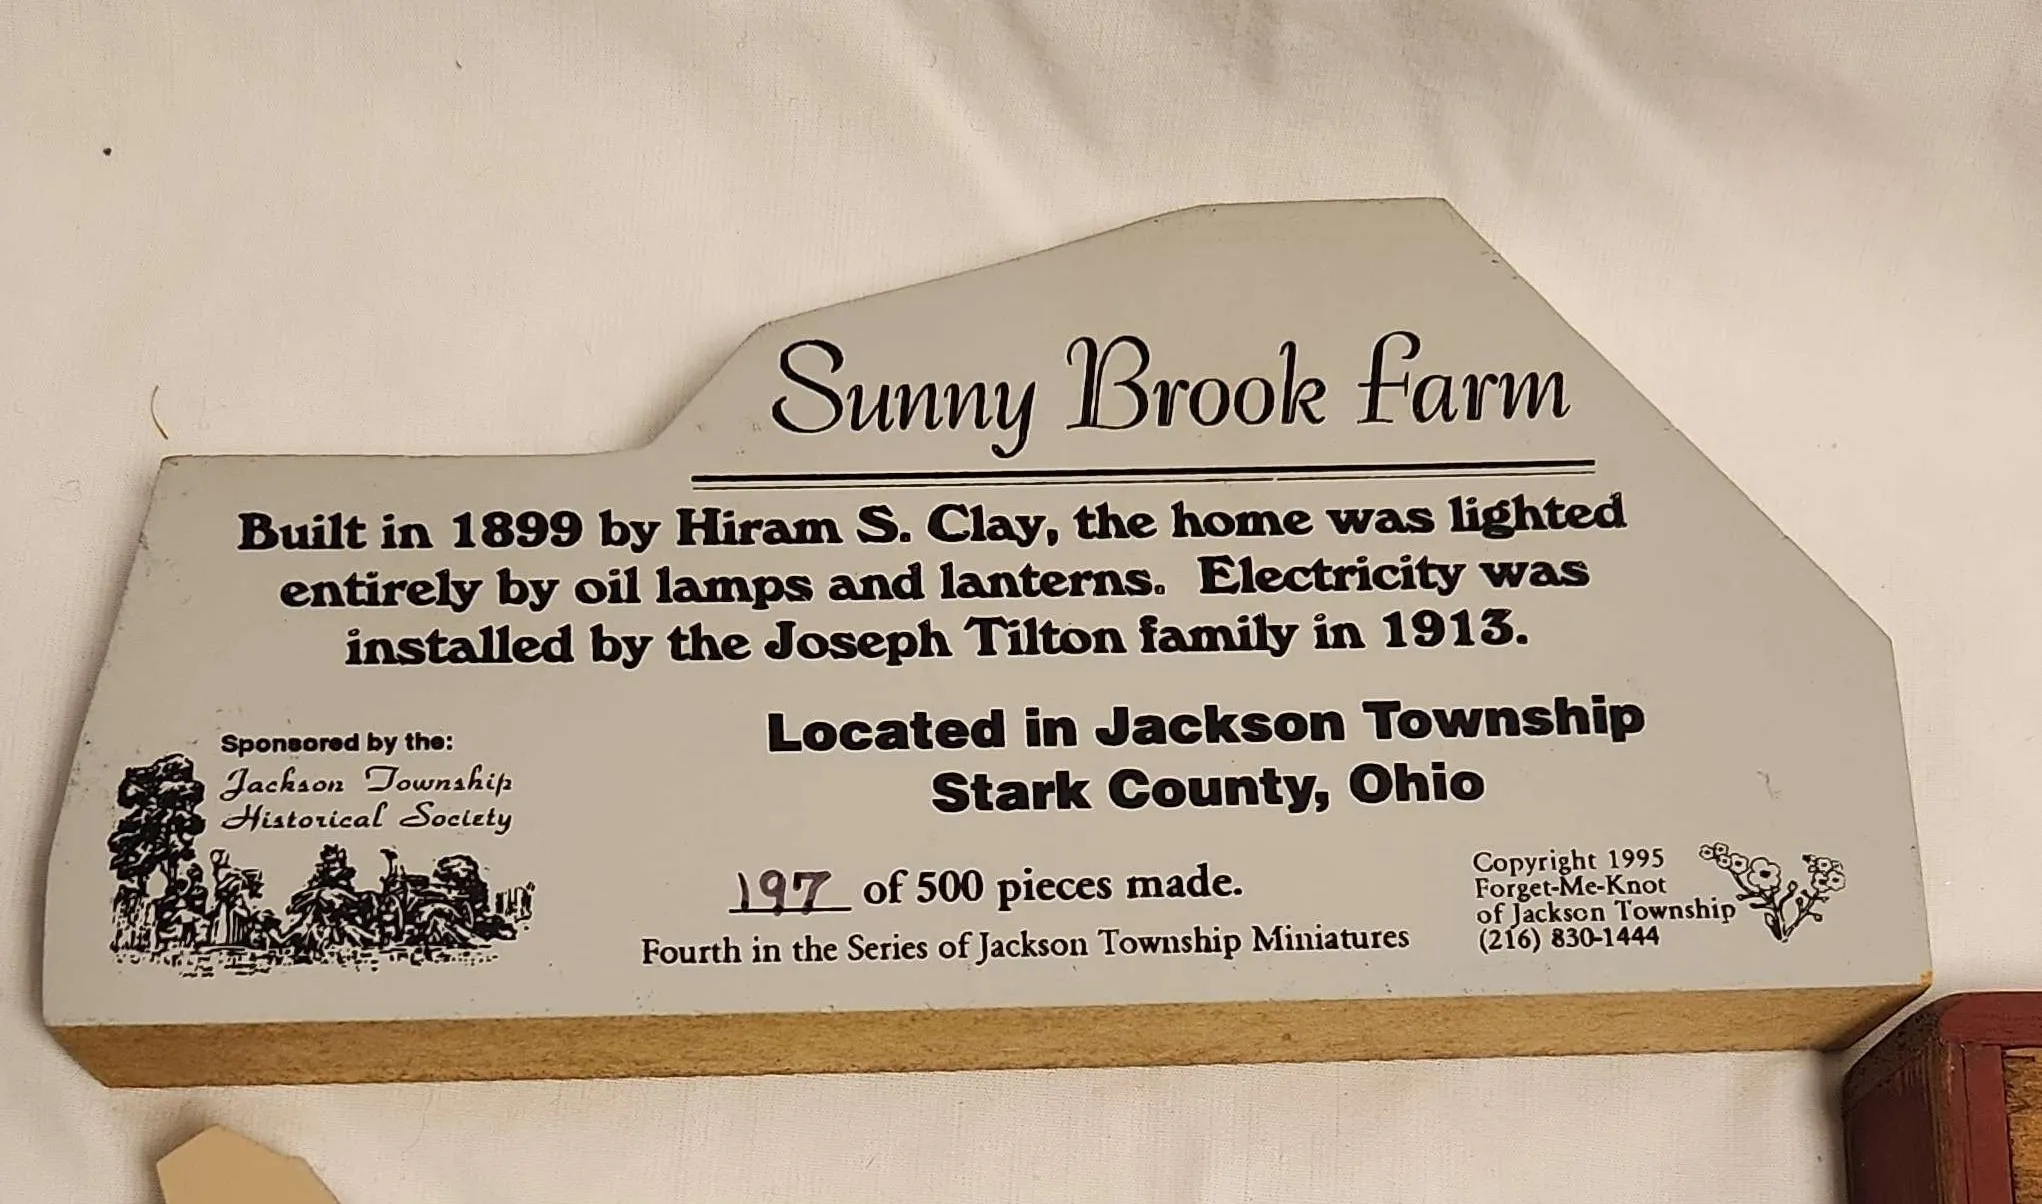 Sunny Brook Farm
Built in 1899 by Hiram S. Clay, the home was lighted
entirely by oil lamps and lanterns. Electricity was
installed by the Joseph Tilton family in 1913.
Located in Jackson Township
Stark County, Ohio
Sponsored by the:
Jackson Township
Historical Society
197 of 500 pieces made.
Fourth in the Series of Jackson Township Miniatures
Copyright 1995
Forget-Me-Knot
of Jackson Township
(216) 830-1444